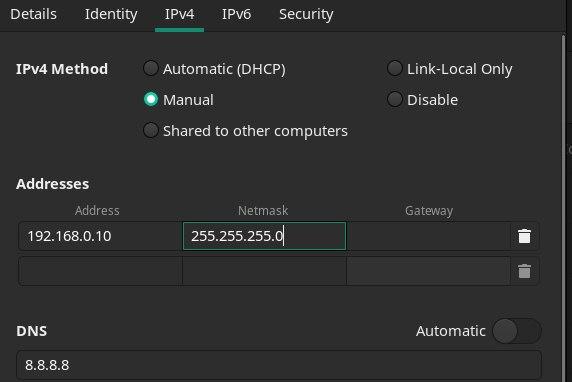 Details Identity IPv4 IPv6 Security
IPv4 Method Automatic (DHCP) Link-Local Only
Manual Disable
Shared to other computers
Addresses
Address Netmask Gateway
192.168.0.10 255.255.255.0
DNS Automatic
8.8.8.8